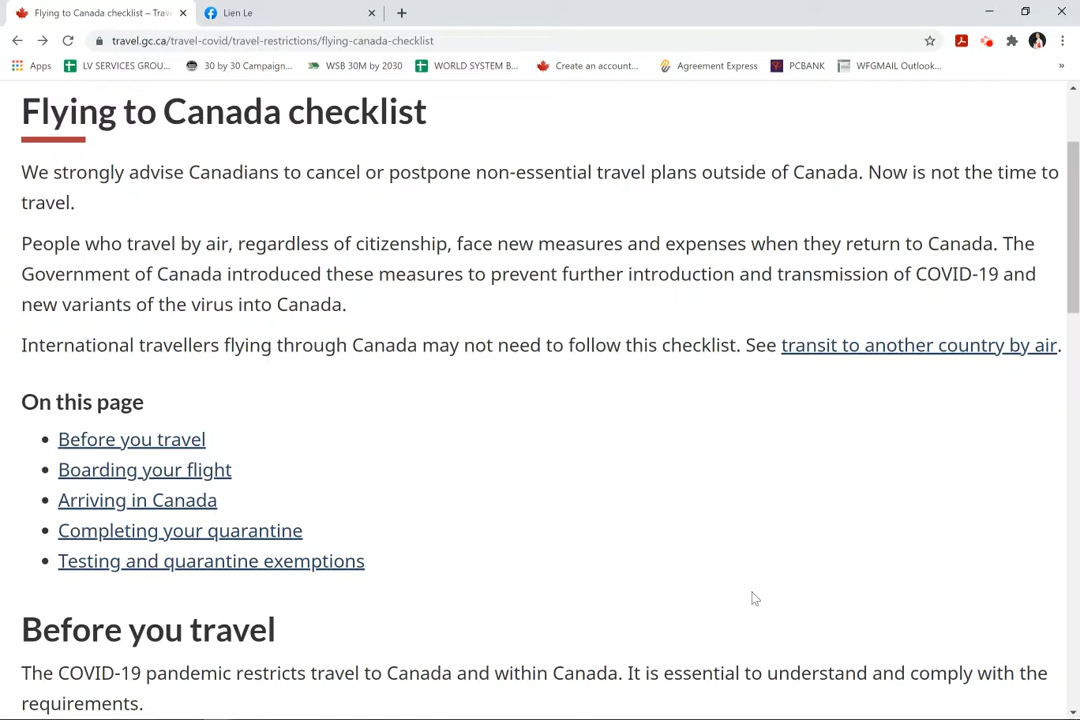 Flying to Canada checklist – Trav
Lien Le
travel.gc.ca/travel-covid/travel-restrictions/flying-canada-checklist
Apps
LV SERVICES GROU...
30 by 30 Campaign...
WSB 30M by 2030
WORLD SYSTEM B...
Create an account...
Agreement Express
PCBANK
WFGMAIL Outlook...
»
Flying to Canada checklist
We strongly advise Canadians to cancel or postpone non-essential travel plans outside of Canada. Now is not the time to
travel.
People who travel by air, regardless of citizenship, face new measures and expenses when they return to Canada. The
Government of Canada introduced these measures to prevent further introduction and transmission of COVID-19 and
new variants of the virus into Canada.
International travellers flying through Canada may not need to follow this checklist. See transit to another country by air.
On this page
• Before you travel
• Boarding your flight
• Arriving in Canada
• Completing your quarantine
• Testing and quarantine exemptions
Before you travel
The COVID-19 pandemic restricts travel to Canada and within Canada. It is essential to understand and comply with the
requirements.